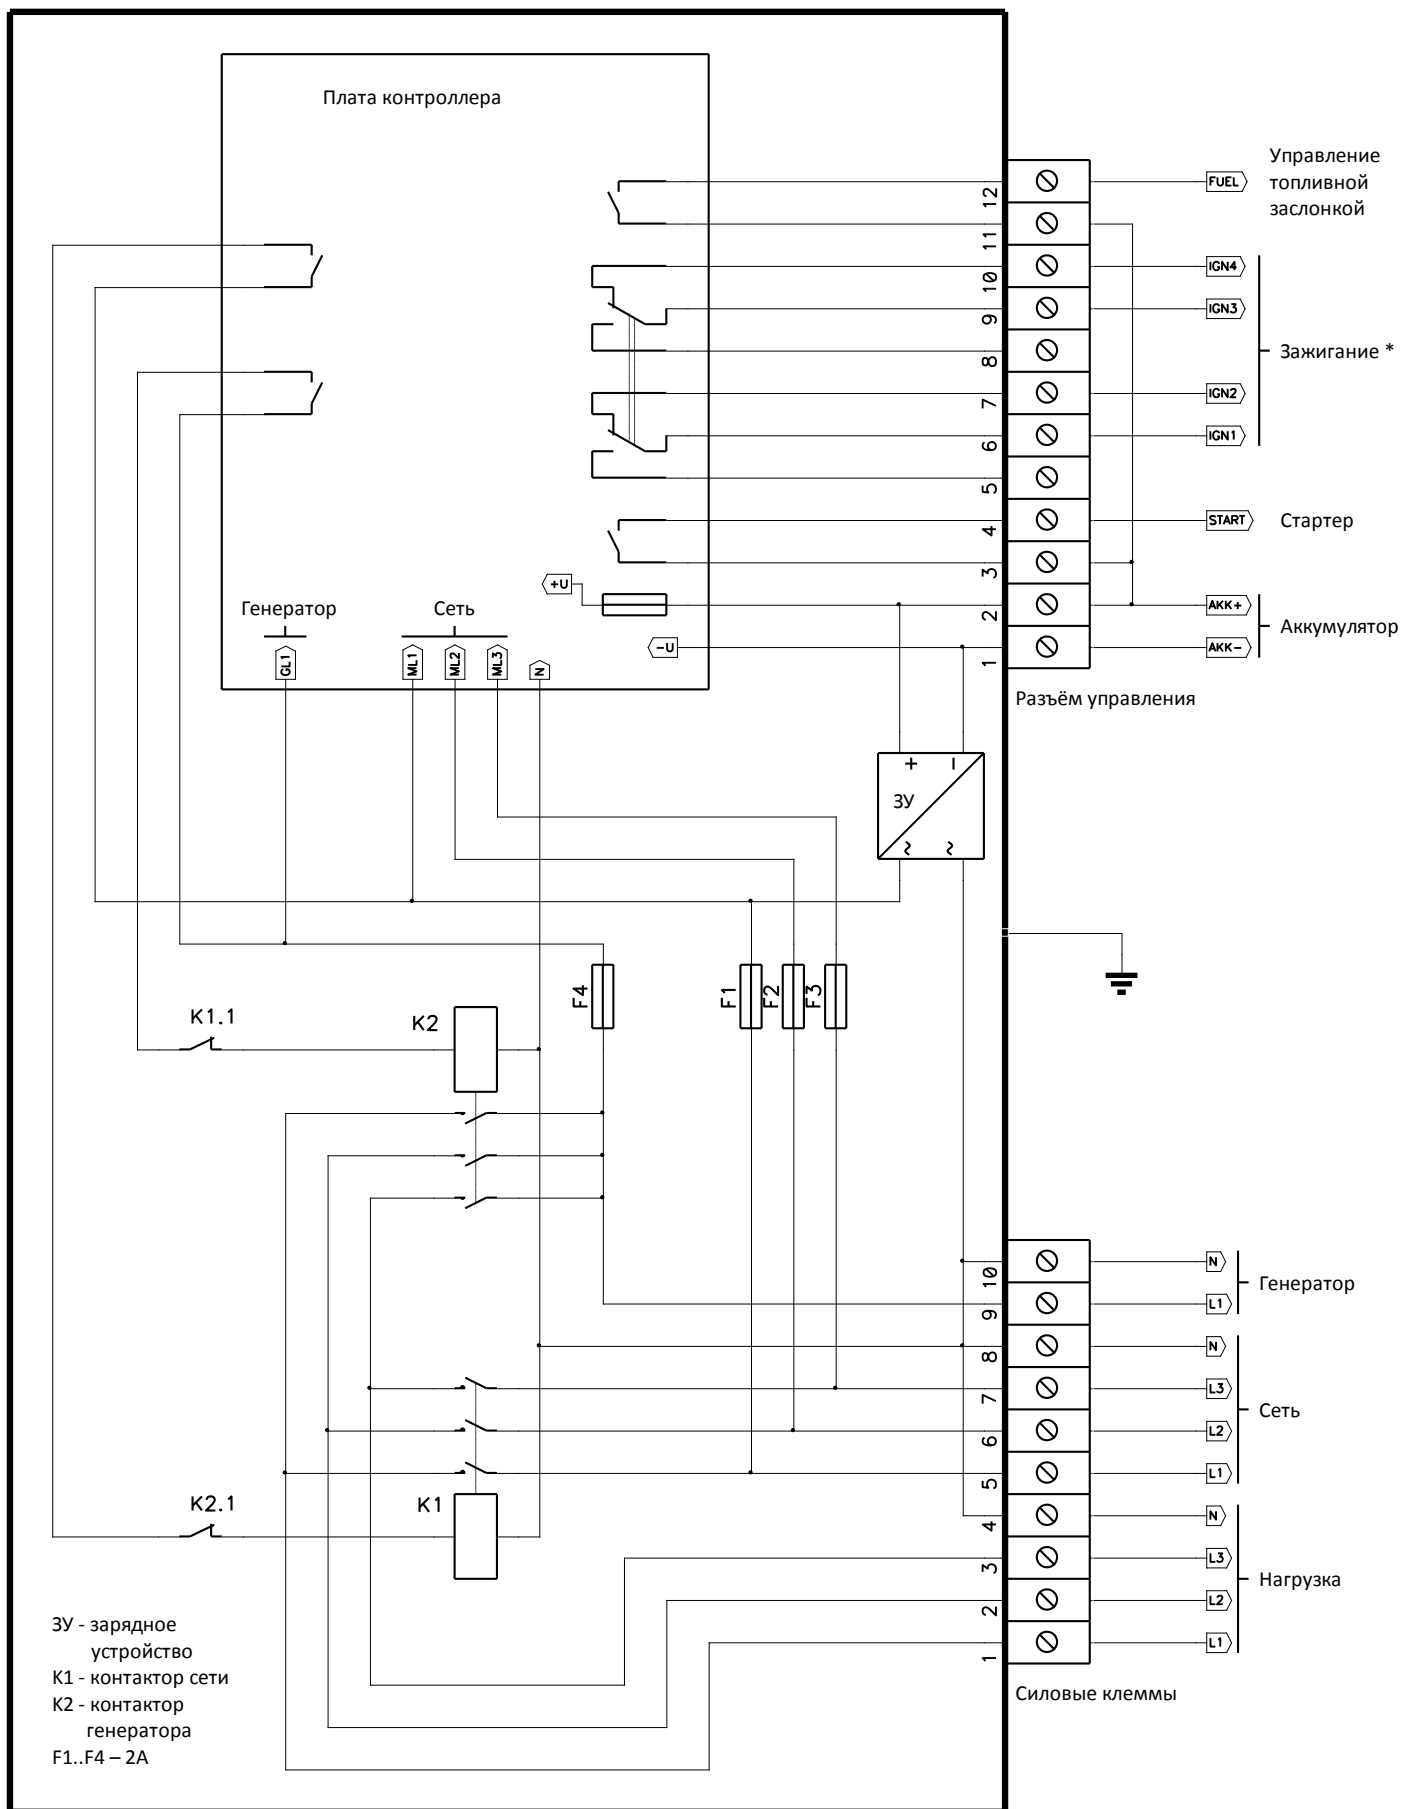 Плата контроллера
Управление
топливной
заслонкой
FUEL
12
11
IGN4
10
IGN3
9
Зажигание *
8
IGN2
7
IGN1
6
5
START
Стартер
4
3
+U
AKK+
2
Аккумулятор
-U
AKK-
1
Генератор
Сеть
GL1
ML1
ML2
ML3
N
Разъём управления
+ –
ЗУ
~ ~
F4
F1
F2
F3
K1.1
K2
N
10
Генератор
L1
9
N
8
L3
7
Сеть
L2
6
L1
5
K2.1
K1
N
4
L3
3
Нагрузка
L2
2
L1
1
Силовые клеммы
ЗУ - зарядное
устройство
K1 - контактор сети
K2 - контактор
генератора
F1..F4 – 2A